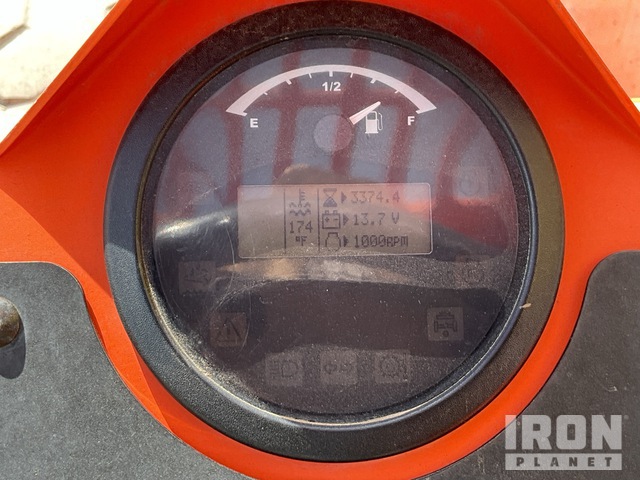 1/2
E F
3374.4
13.7 V
174
°F 1000RPM
IRON
PLANET